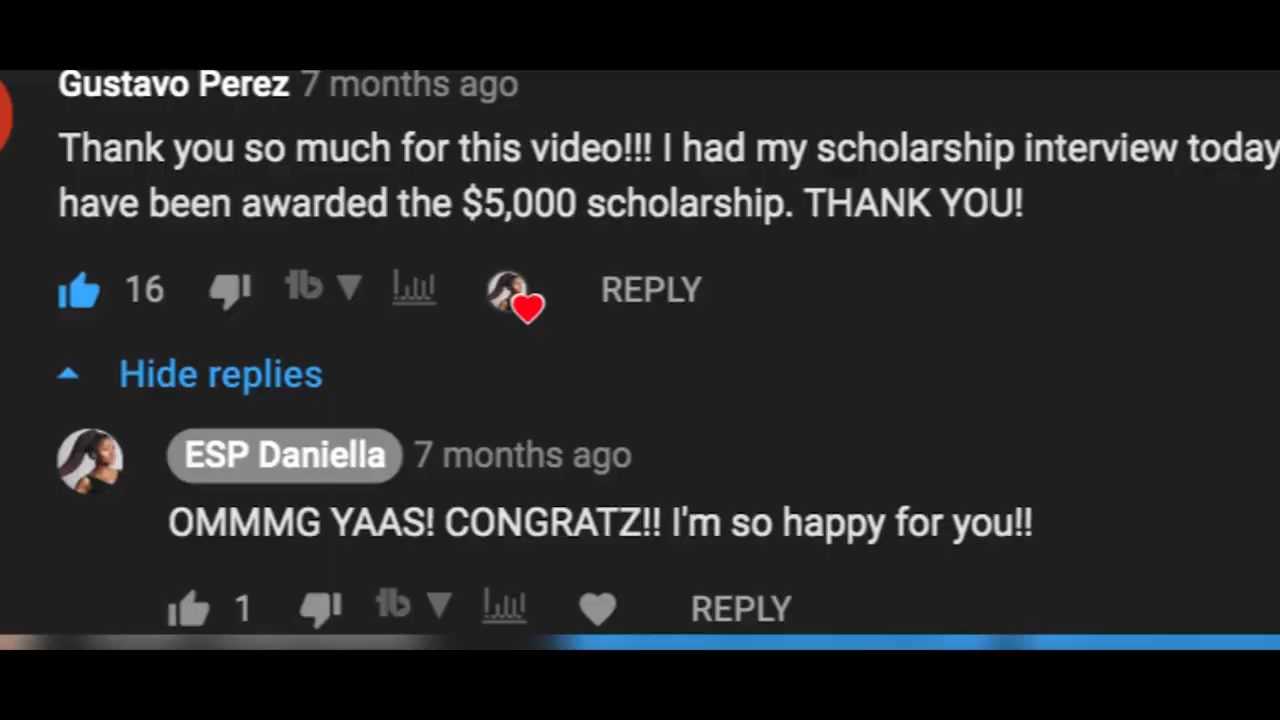 Gustavo Perez 7 months ago
Thank you so much for this video!!! I had my scholarship interview today
have been awarded the $5,000 scholarship. THANK YOU!
16 tb REPLY
Hide replies
ESP Daniella 7 months ago
OMMMG YAAS! CONGRATZ!! I'm so happy for you!!
1 tb REPLY